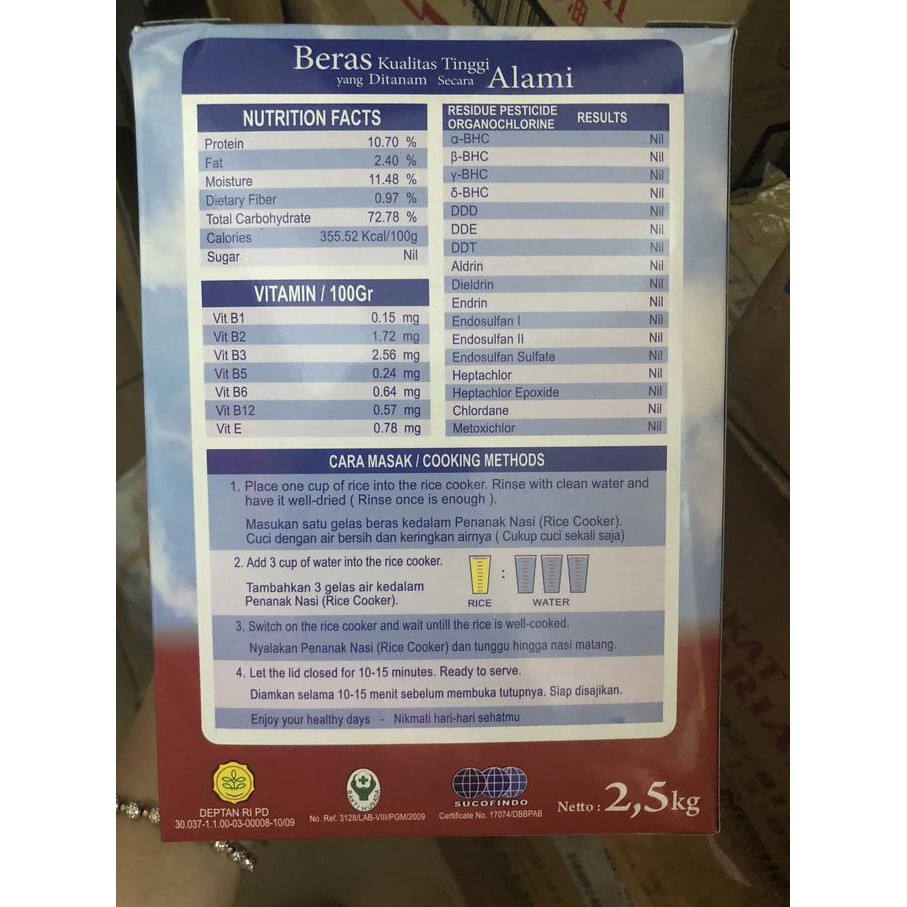 Beras Kualitas Tinggi
yang Ditanam Secara Alami
NUTRITION FACTS
Protein 10.70 %
Fat 2.40 %
Moisture 11.48 %
Dietary Fiber 0.97 %
Total Carbohydrate 72.78 %
Calories 355.52 Kcal/100g
Sugar Nil
VITAMIN / 100Gr
Vit B1 0.15 mg
Vit B2 1.72 mg
Vit B3 2.56 mg
Vit B5 0.24 mg
Vit B6 0.64 mg
Vit B12 0.57 mg
Vit E 0.78 mg
RESIDUE PESTICIDE
ORGANOCHLORINE RESULTS
α-BHC Nil
β-BHC Nil
γ-BHC Nil
δ-BHC Nil
DDD Nil
DDE Nil
DDT Nil
Aldrin Nil
Dieldrin Nil
Endrin Nil
Endosulfan I Nil
Endosulfan II Nil
Endosulfan Sulfate Nil
Heptachlor Nil
Heptachlor Epoxide Nil
Chlordane Nil
Metoxichlor Nil
CARA MASAK / COOKING METHODS
1. Place one cup of rice into the rice cooker. Rinse with clean water and
have it well-dried ( Rinse once is enough ).
Masukan satu gelas beras kedalam Penanak Nasi (Rice Cooker).
Cuci dengan air bersih dan keringkan airnya ( Cukup cuci sekali saja)
2. Add 3 cup of water into the rice cooker.
Tambahkan 3 gelas air kedalam
Penanak Nasi (Rice Cooker).
:
RICE WATER
3. Switch on the rice cooker and wait untill the rice is well-cooked.
Nyalakan Penanak Nasi (Rice Cooker) dan tunggu hingga nasi matang.
4. Let the lid closed for 10-15 minutes. Ready to serve.
Diamkan selama 10-15 menit sebelum membuka tutupnya. Siap disajikan.
Enjoy your healthy days - Nikmati hari-hari sehatmu
DEPTAN RI PD
30.037-1.1.00-03-00008-10/09
BAKTI HUSADA
No. Ref. 3128/LAB-VIII/PGM/2009
SUCOFINDO
Certificate No. 17074/DBBPAB
Netto : 2,5kg